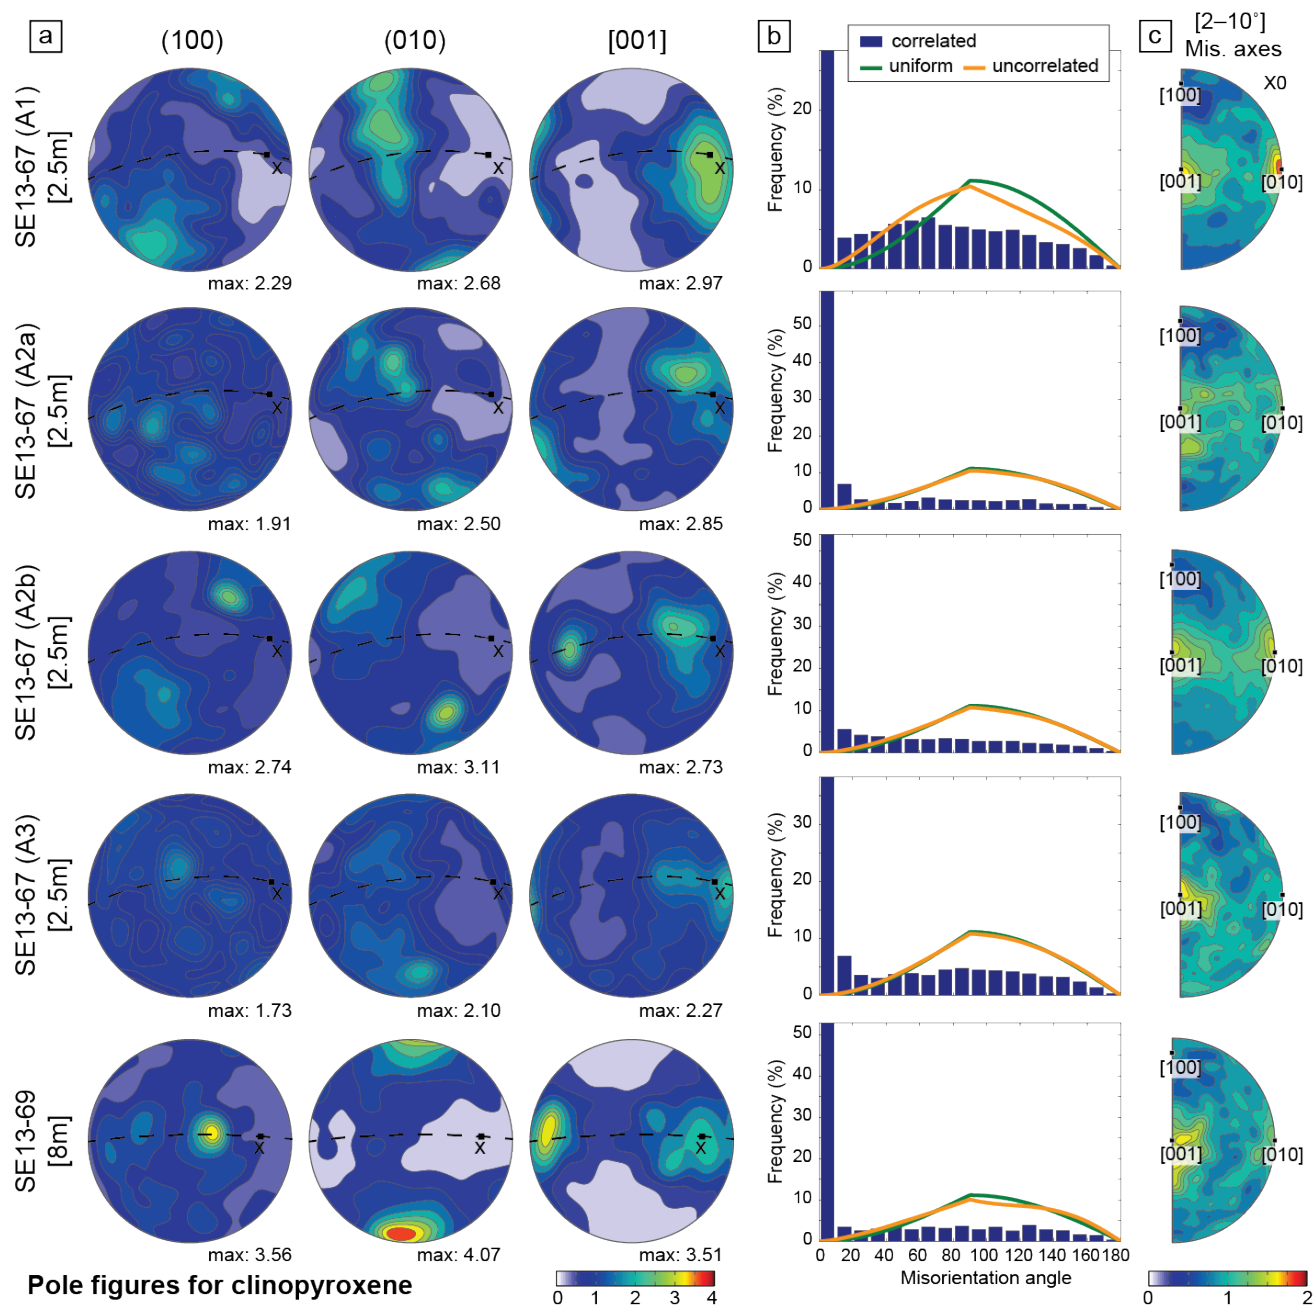 a
(100)
(010)
[001]
b
correlated
uniform
uncorrelated
c
[2–10°]
Mis. axes
X0
SE13-67 (A1)
[2.5m]
X
X
X
max: 2.29
max: 2.68
max: 2.97
Frequency (%)
20
10
0
[100]
[001]
[010]
SE13-67 (A2a)
[2.5m]
X
X
X
max: 1.91
max: 2.50
max: 2.85
Frequency (%)
50
40
30
20
10
0
[100]
[001]
[010]
SE13-67 (A2b)
[2.5m]
X
X
X
max: 2.74
max: 3.11
max: 2.73
Frequency (%)
50
40
30
20
10
0
[100]
[001]
[010]
SE13-67 (A3)
[2.5m]
X
X
X
max: 1.73
max: 2.10
max: 2.27
Frequency (%)
30
20
10
0
[100]
[001]
[010]
SE13-69
[8m]
X
X
X
max: 3.56
max: 4.07
max: 3.51
Frequency (%)
50
40
30
20
10
0
0 20 40 60 80 100 120 140 160 180
Misorientation angle
[100]
[001]
[010]
Pole figures for clinopyroxene
0 1 2 3 4
0 1 2